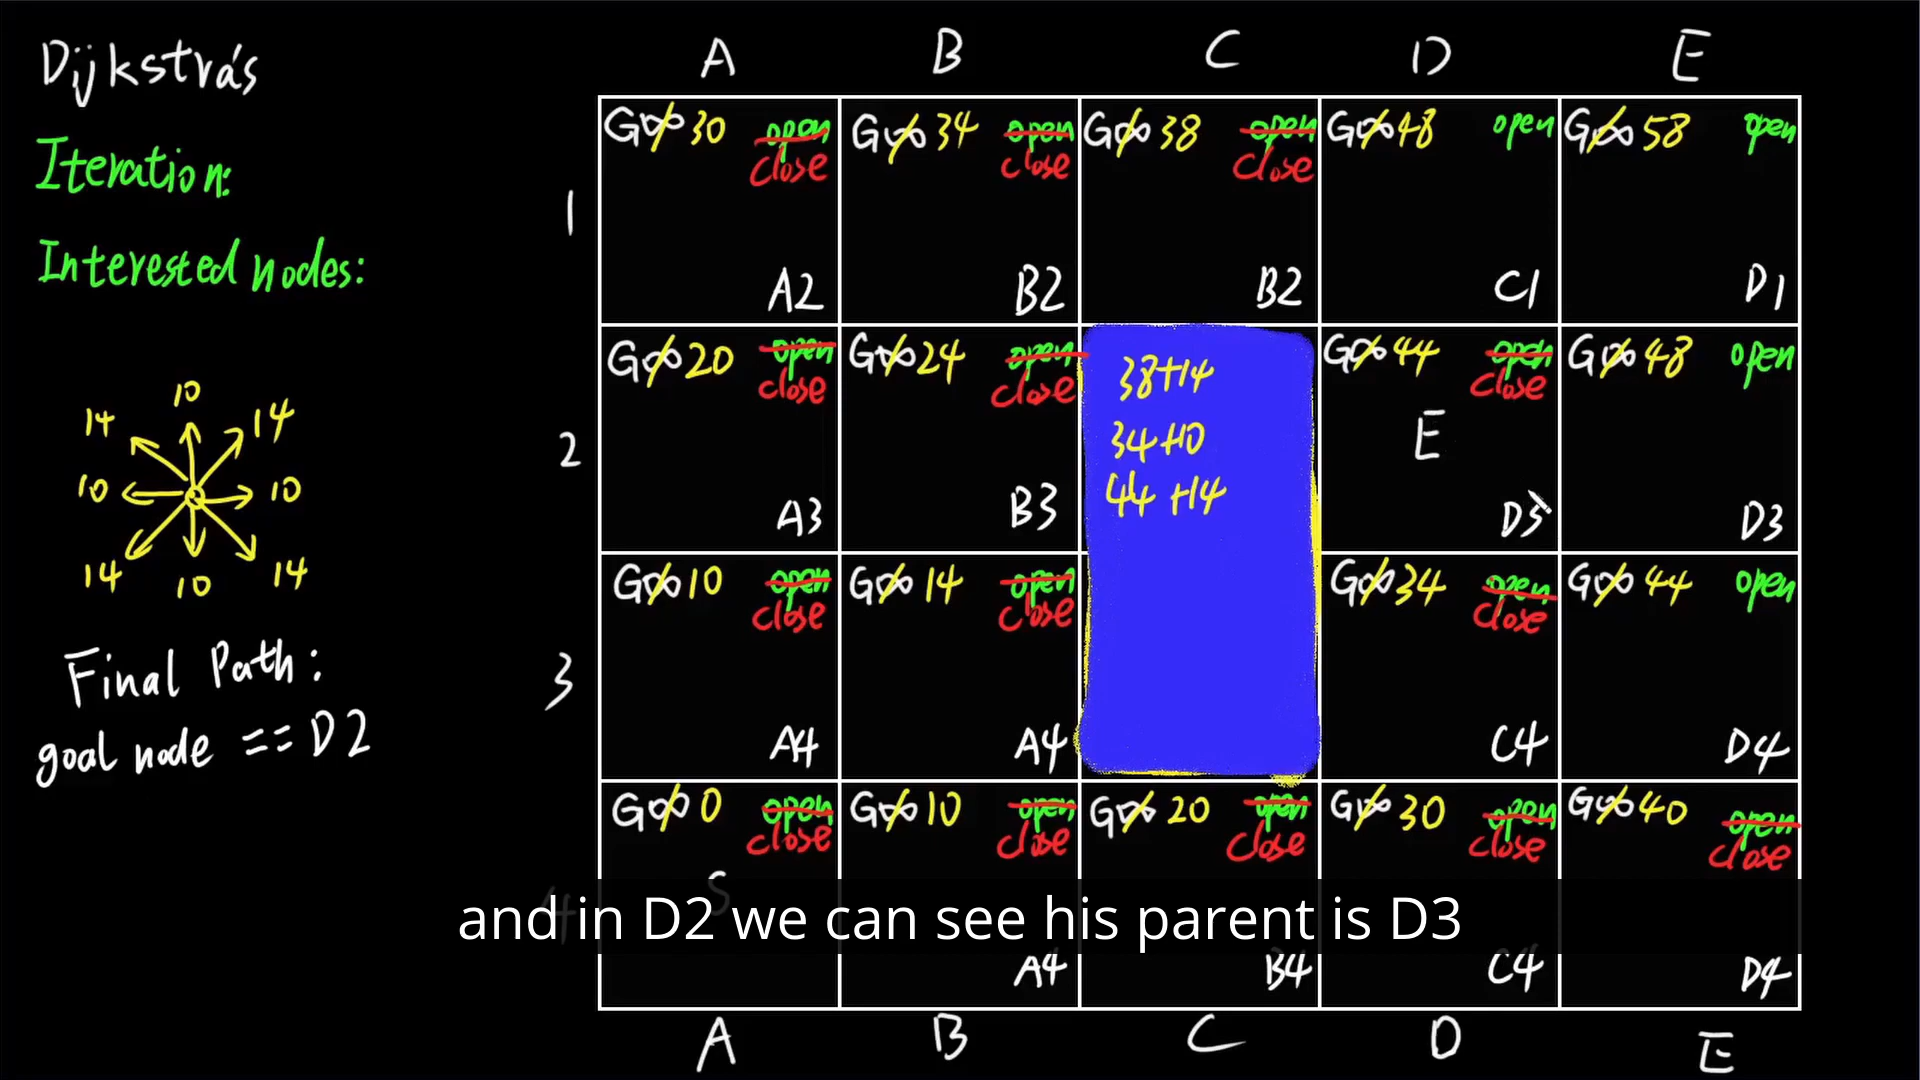 Dijkstra's
Iteration:
Interested nodes:
10
14
14
10
10
14
10
14
Final Path:
goal node == D2
A B C D E
1
G∞ 30 open close A2
G∞ 34 open close B2
G∞ 38 open close B2
G∞ 48 open C1
G∞ 58 open D1
2
G∞ 20 open close A3
G∞ 24 open close B3
38+14
34+10
44+14
G∞ 44 open close E D3
G∞ 48 open D3
3
G∞ 10 open close A4
G∞ 14 open close A4
G∞ 34 open close C4
G∞ 44 open D4
4
G∞ 0 open close S
G∞ 10 open close A4
G∞ 20 open close B4
G∞ 30 open close C4
G∞ 40 open close D4
and in D2 we can see his parent is D3
A B C D E